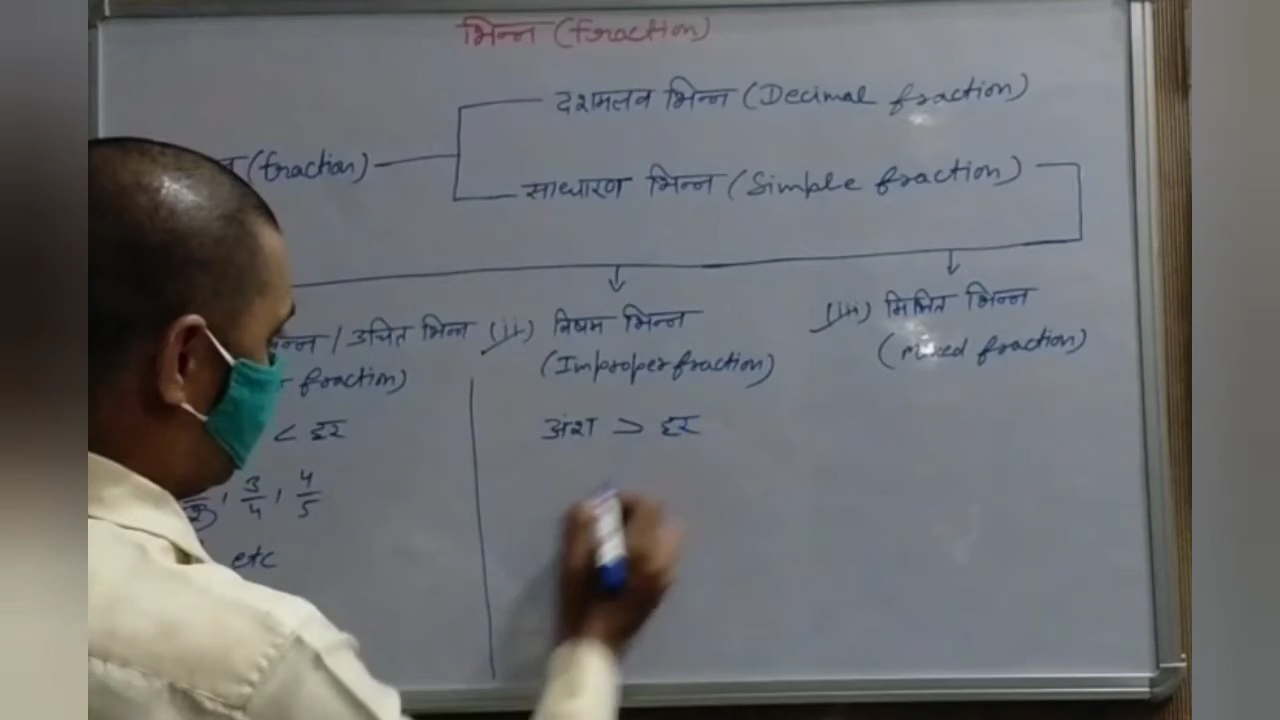 भिन्न (fraction)
दशमलव भिन्न (Decimal fraction)
(fraction)
साधारण भिन्न (Simple fraction)
/ उचित भिन्न
fraction)
< हर
3/4, 4/5
etc
(ii) विषम भिन्न
(Improper fraction)
अंश > हर
(iii) मिश्रित भिन्न
(mixed fraction)